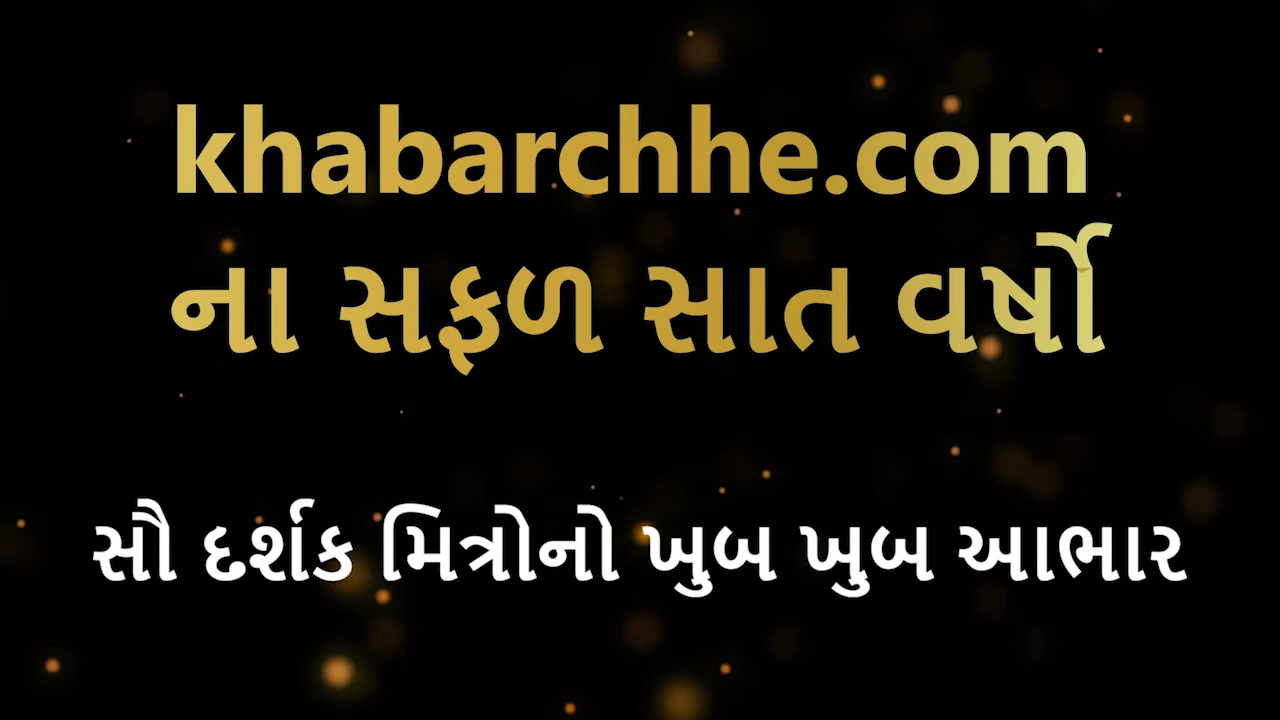 khabarchhe.com
ના સફળ સાત વર્ષો
સૌ દર્શક મિત્રોનો ખુબ ખુબ આભાર